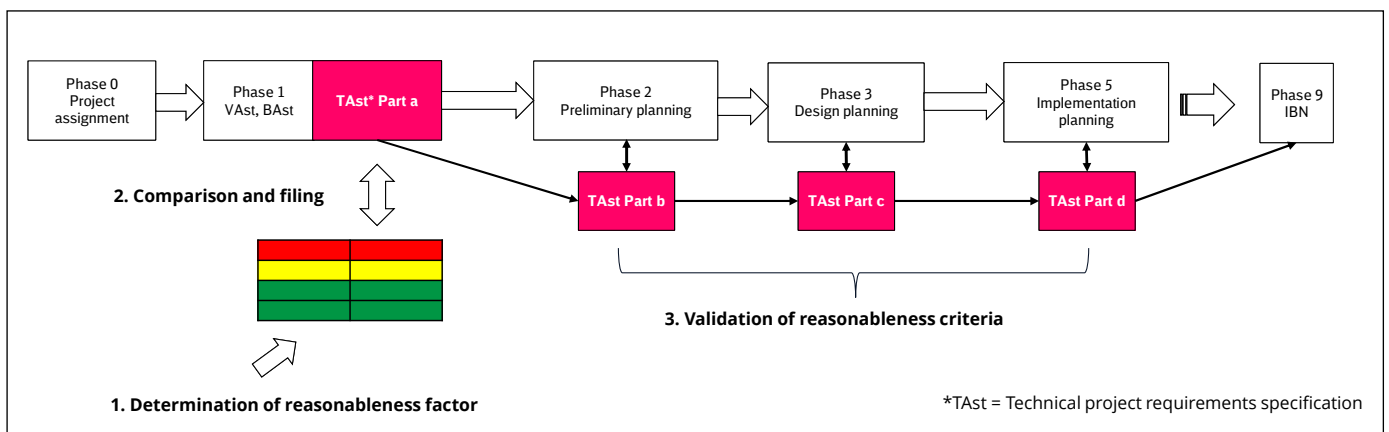 Phase 0
Project
assignment
Phase 1
VAst, BAst
TAst* Part a
Phase 2
Preliminary planning
Phase 3
Design planning
Phase 5
Implementation
planning
Phase 9
IBN
2. Comparison and filing
TAst Part b
TAst Part c
TAst Part d
3. Validation of reasonableness criteria
1. Determination of reasonableness factor
*TAst = Technical project requirements specification